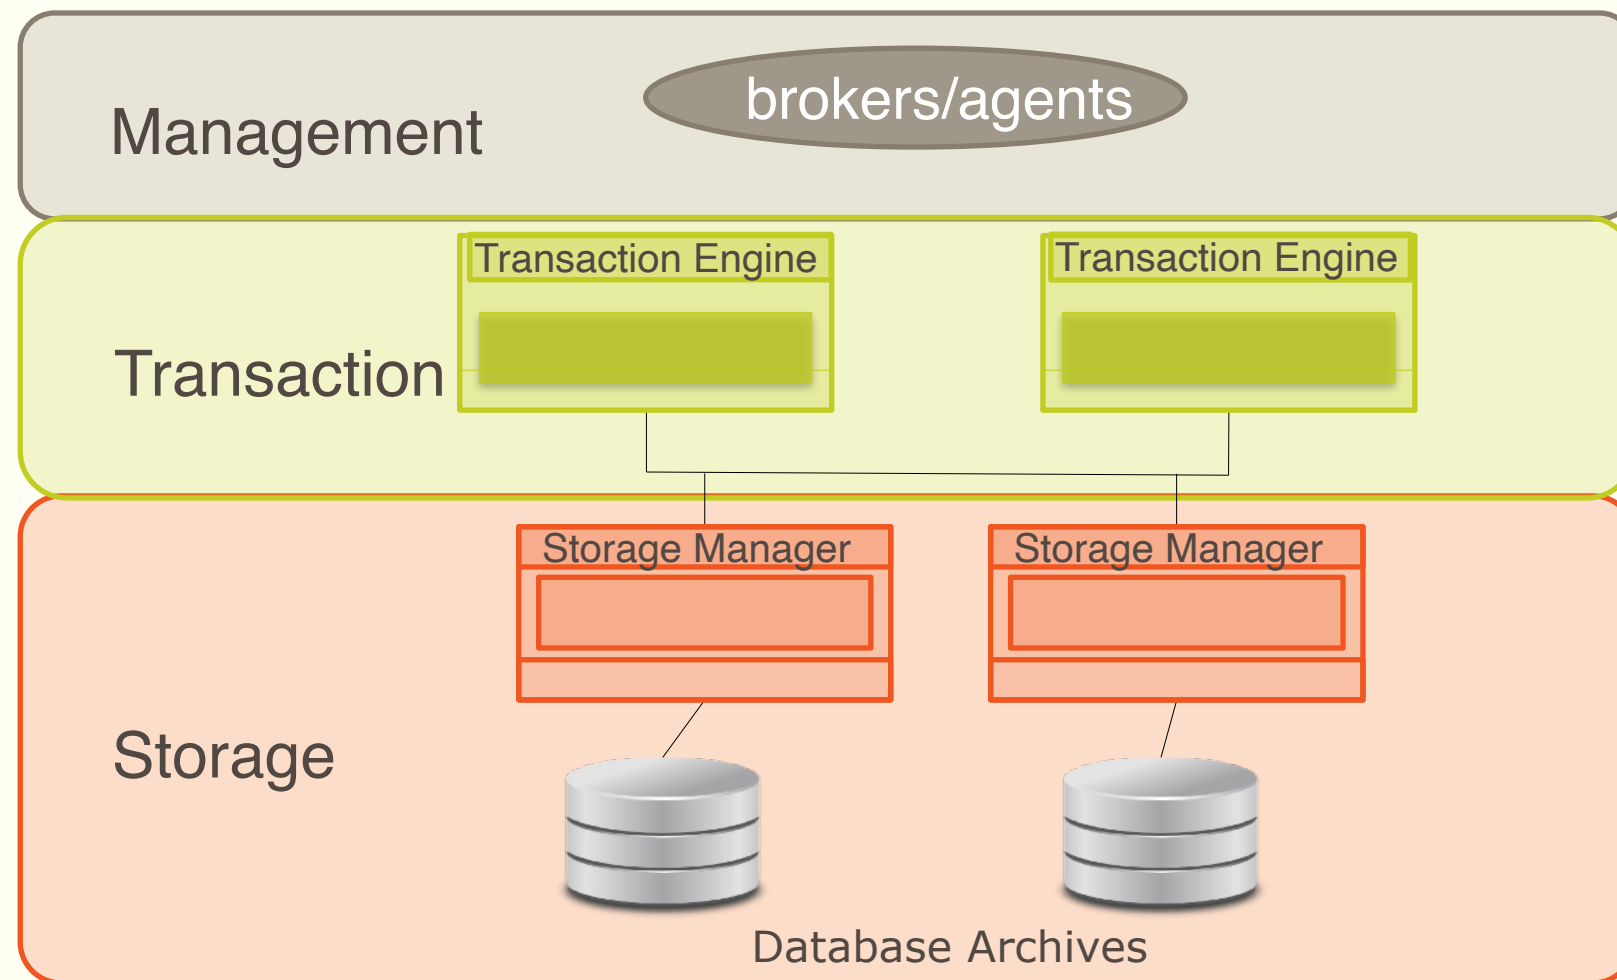 brokers/agents
Management
Transaction Engine
Transaction Engine
Transaction
Storage Manager
Storage Manager
Storage
Database Archives